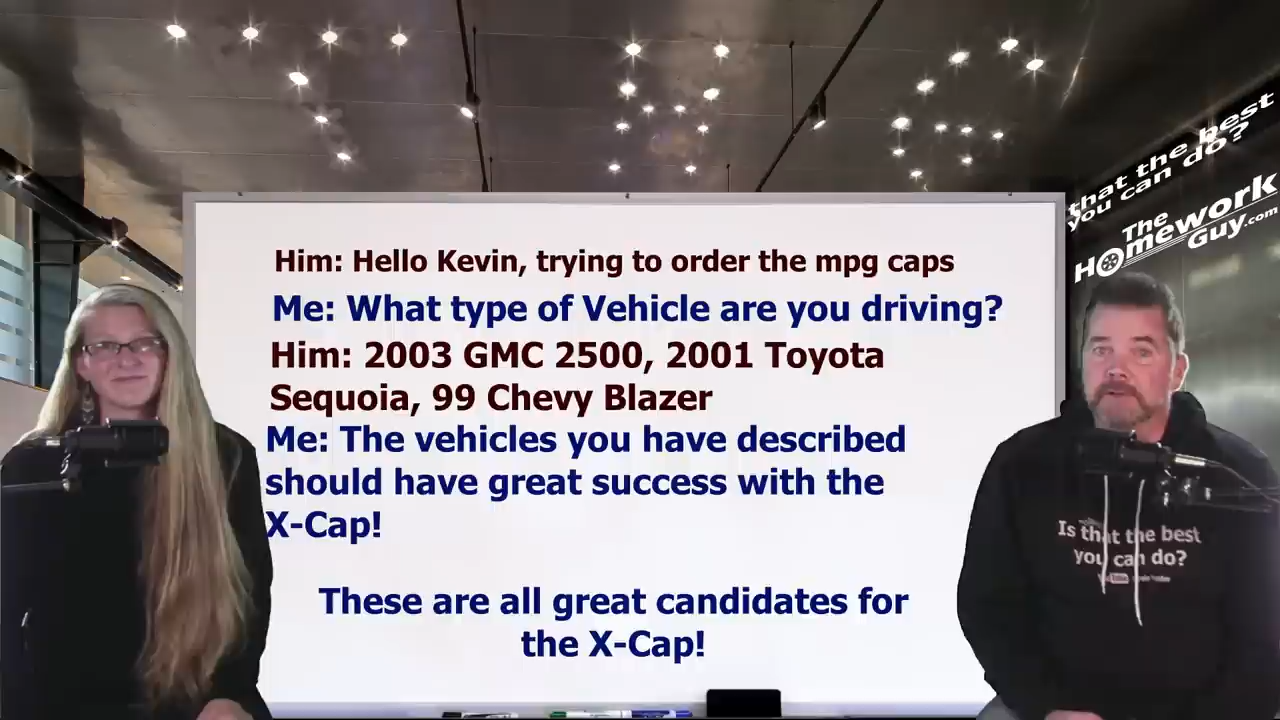 that the best
you can do?
The
Homework
Guy.com
Him: Hello Kevin, trying to order the mpg caps
Me: What type of Vehicle are you driving?
Him: 2003 GMC 2500, 2001 Toyota
Sequoia, 99 Chevy Blazer
Me: The vehicles you have described
should have great success with the
X-Cap!
These are all great candidates for
the X-Cap!
Is that the best
you can do?